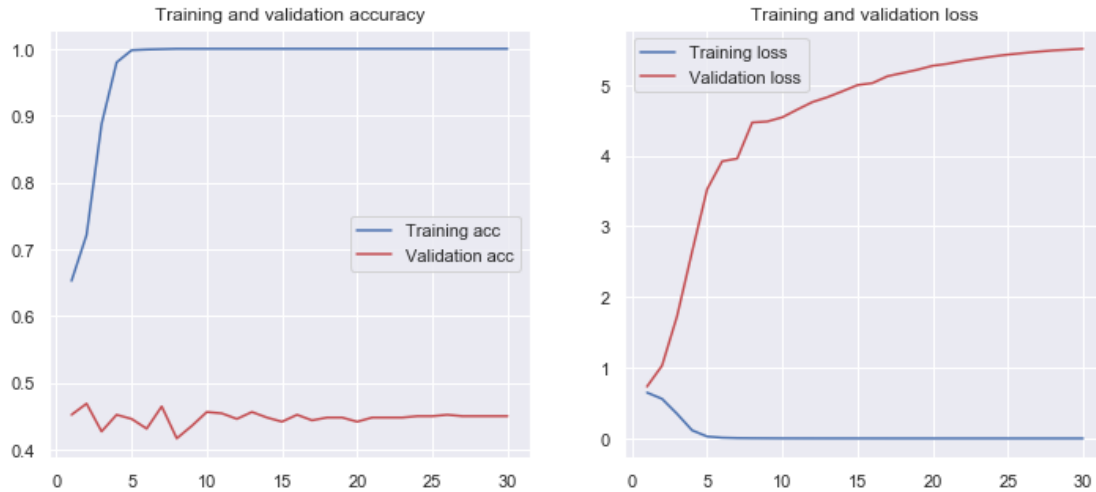 Training and validation accuracy
1.0
0.9
0.8
0.7
0.6
0.5
0.4
0 5 10 15 20 25 30
Training acc
Validation acc
Training and validation loss
5
4
3
2
1
0
0 5 10 15 20 25 30
Training loss
Validation loss